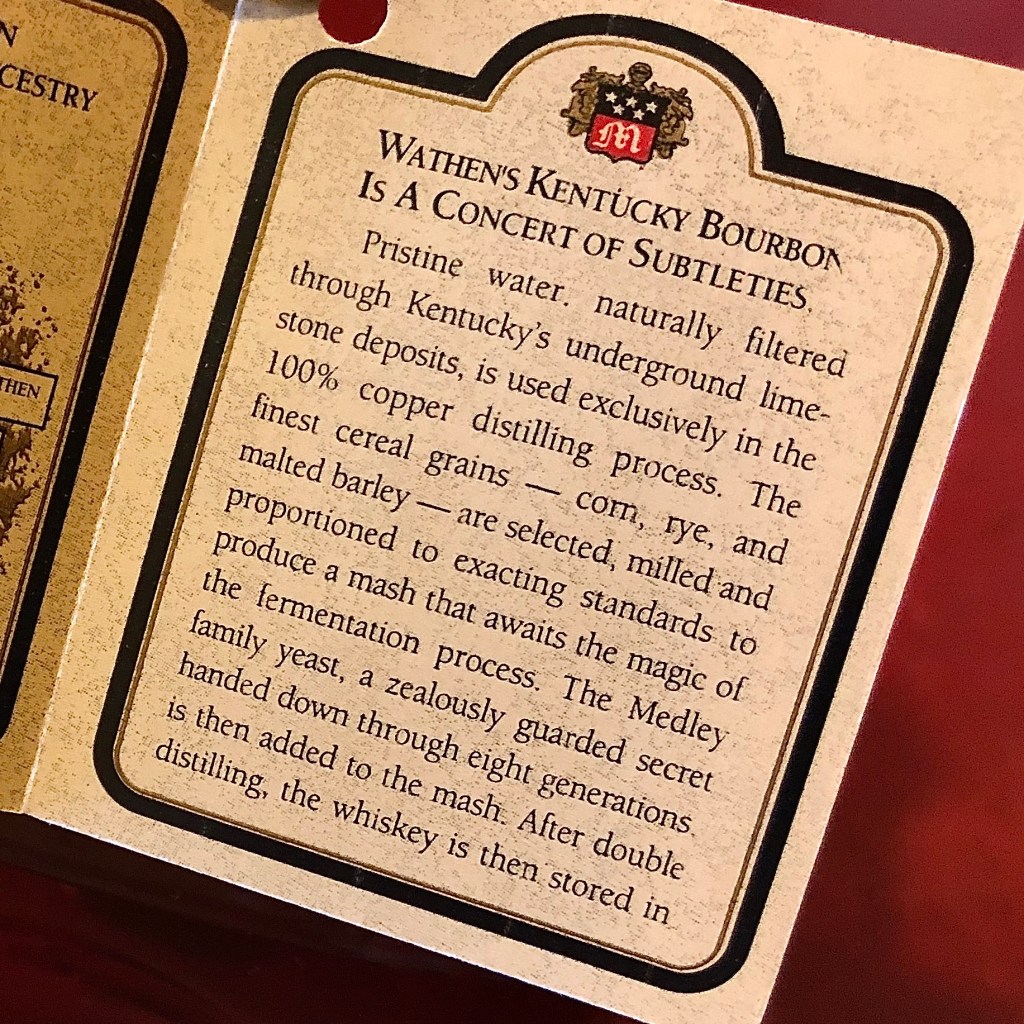 N
CESTRY
THEN
M
WATHEN'S KENTUCKY BOURBON
IS A CONCERT OF SUBTLETIES.
Pristine water. naturally filtered
through Kentucky's underground lime-
stone deposits, is used exclusively in the
100% copper distilling process. The
finest cereal grains — corn, rye, and
malted barley — are selected, milled and
proportioned to exacting standards to
produce a mash that awaits the magic of
the fermentation process. The Medley
family yeast, a zealously guarded secret
handed down through eight generations
is then added to the mash. After double
distilling, the whiskey is then stored in